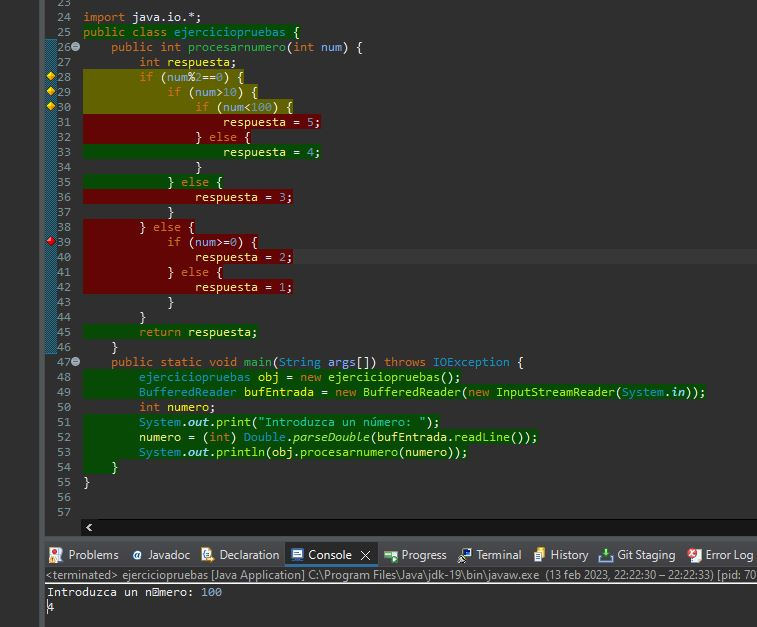 23
24 import java.io.*;
25 public class ejerciciopruebas {
26 public int procesarnumero(int num) {
27 int respuesta;
28 if (num%2==0) {
29 if (num>10) {
30 if (num<100) {
31 respuesta = 5;
32 } else {
33 respuesta = 4;
34 }
35 } else {
36 respuesta = 3;
37 }
38 } else {
39 if (num>=0) {
40 respuesta = 2;
41 } else {
42 respuesta = 1;
43 }
44 }
45 return respuesta;
46 }
47 public static void main(String args[]) throws IOException {
48 ejerciciopruebas obj = new ejerciciopruebas();
49 BufferedReader bufEntrada = new BufferedReader(new InputStreamReader(System.in));
50 int numero;
51 System.out.print("Introduzca un número: ");
52 numero = (int) Double.parseDouble(bufEntrada.readLine());
53 System.out.println(obj.procesarnumero(numero));
54 }
55 }
56
57
Problems Javadoc Declaration Console Progress Terminal History Git Staging Error Log
<terminated> ejerciciopruebas [Java Application] C:\Program Files\Java\jdk-19\bin\javaw.exe (13 feb 2023, 22:22:30 – 22:22:33) [pid: 70
Introduzca un n�mero: 100
4